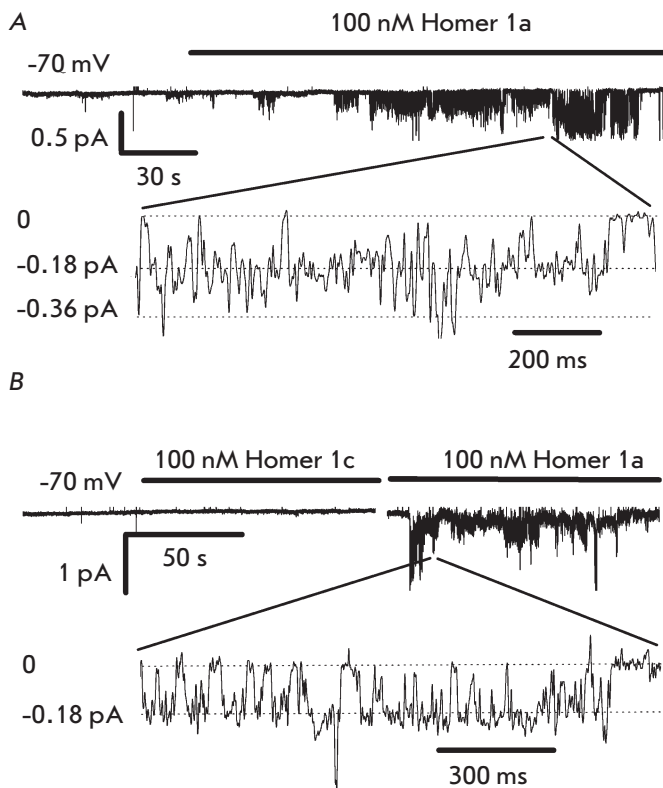 A
100 nM Homer 1a
-70 mV
0.5 pA
30 s
0
-0.18 pA
-0.36 pA
200 ms
B
100 nM Homer 1c 100 nM Homer 1a
-70 mV
50 s
1 pA
0
-0.18 pA
300 ms